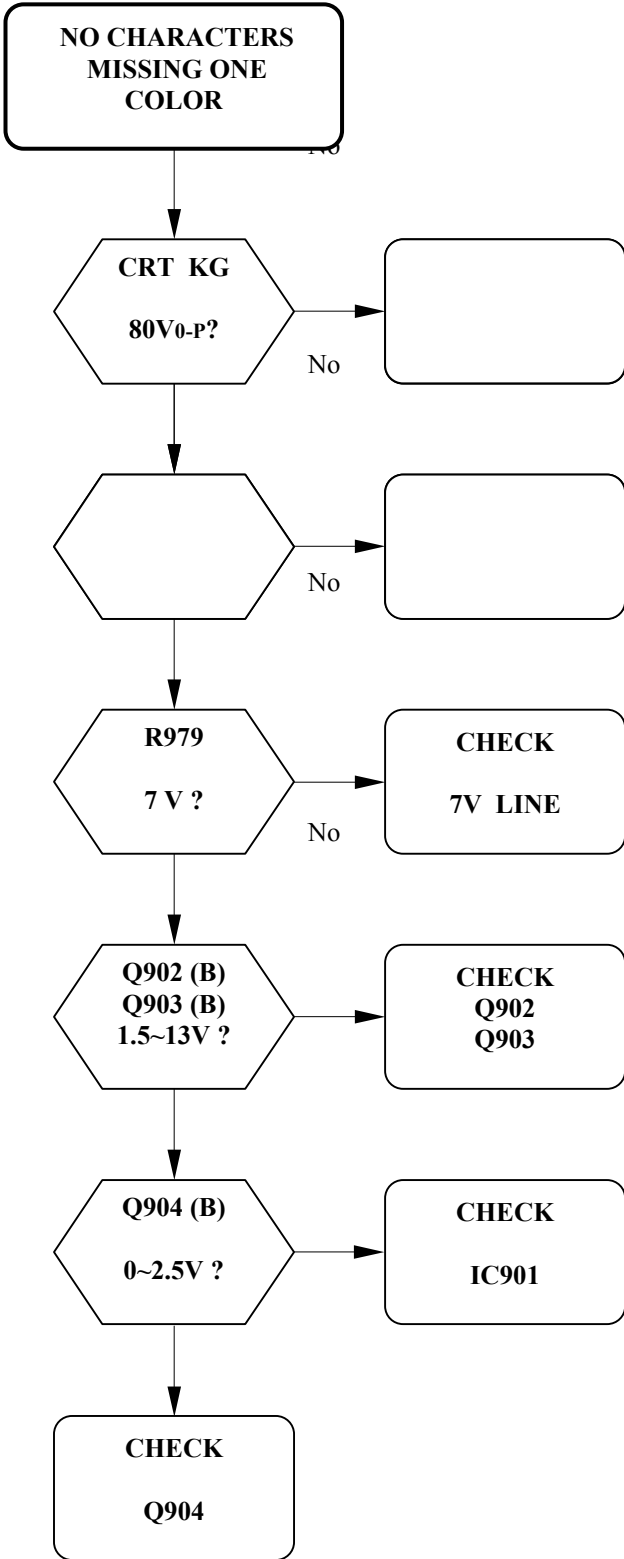 NO CHARACTERS
MISSING ONE
COLOR
No
CRT KG
80V0-P?
No
No
R979
7 V ?
No
CHECK
7V LINE
Q902 (B)
Q903 (B)
1.5~13V ?
CHECK
Q902
Q903
Q904 (B)
0~2.5V ?
CHECK
IC901
CHECK
Q904